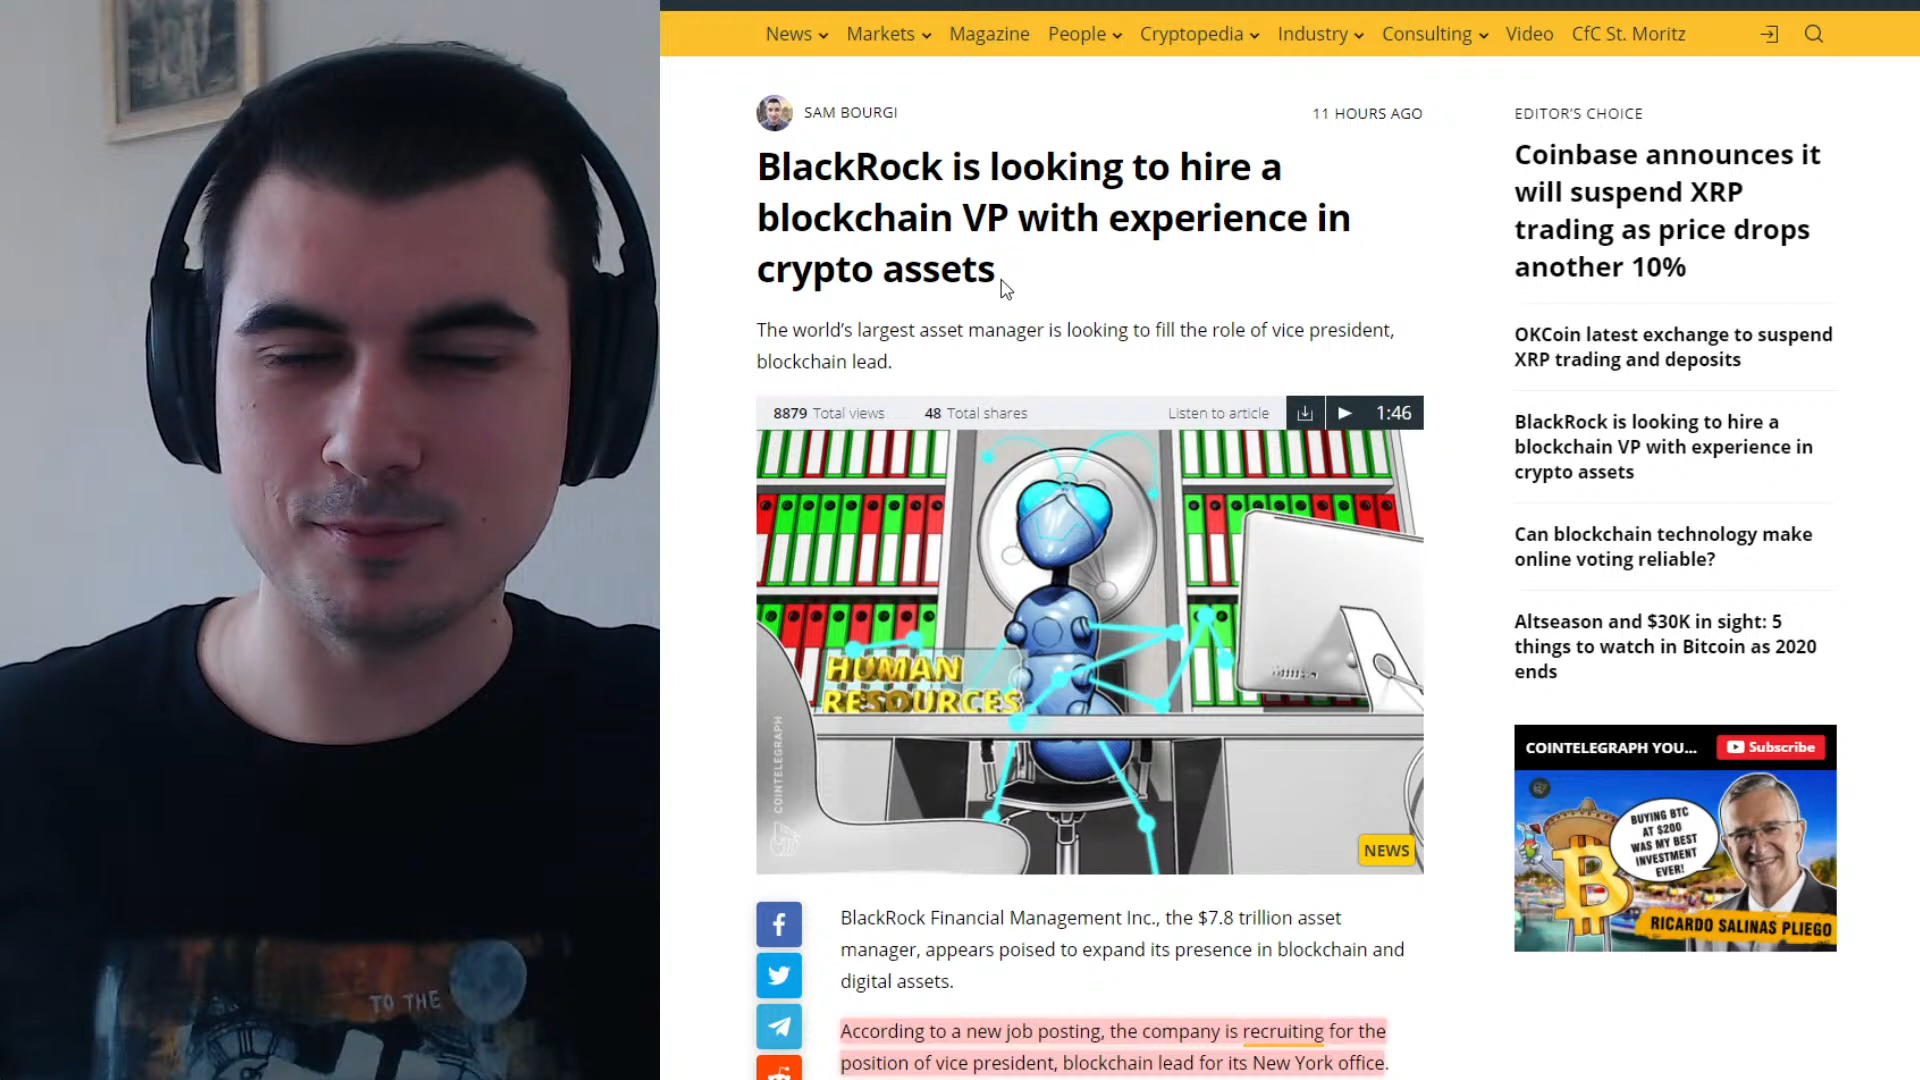 News Markets Magazine People Cryptopedia Industry Consulting Video CfC St. Moritz
SAM BOURGI
11 HOURS AGO
BlackRock is looking to hire a
blockchain VP with experience in
crypto assets
The world's largest asset manager is looking to fill the role of vice president,
blockchain lead.
8879 Total views 48 Total shares Listen to article 1:46
HUMAN
RESOURCES
COINTELEGRAPH
NEWS
BlackRock Financial Management Inc., the $7.8 trillion asset
manager, appears poised to expand its presence in blockchain and
digital assets.
According to a new job posting, the company is recruiting for the
position of vice president, blockchain lead for its New York office.
EDITOR'S CHOICE
Coinbase announces it
will suspend XRP
trading as price drops
another 10%
OKCoin latest exchange to suspend
XRP trading and deposits
BlackRock is looking to hire a
blockchain VP with experience in
crypto assets
Can blockchain technology make
online voting reliable?
Altseason and $30K in sight: 5
things to watch in Bitcoin as 2020
ends
COINTELEGRAPH YOU... Subscribe
BUYING BTC
AT $200
WAS MY BEST
INVESTMENT
EVER!
RICARDO SALINAS PLIEGO
TO THE